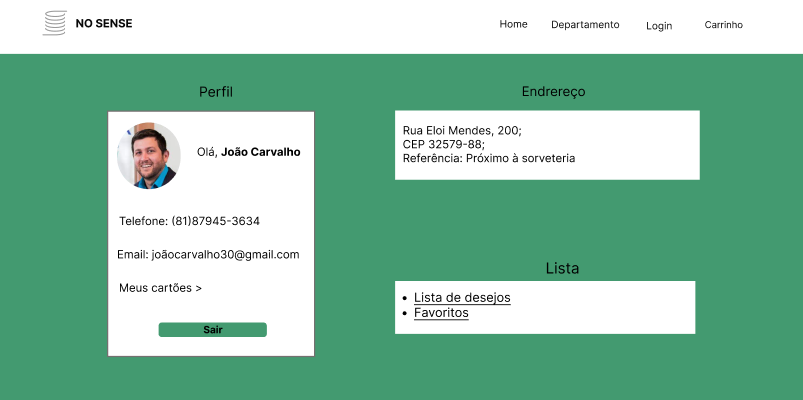 NO SENSE
Home
Departamento
Login
Carrinho
Perfil
Olá, João Carvalho
Telefone: (81)87945-3634
Email: joãocarvalho30@gmail.com
Meus cartões >
Sair
Endrereço
Rua Eloi Mendes, 200;
CEP 32579-88;
Referência: Próximo à sorveteria
Lista
• Lista de desejos
• Favoritos